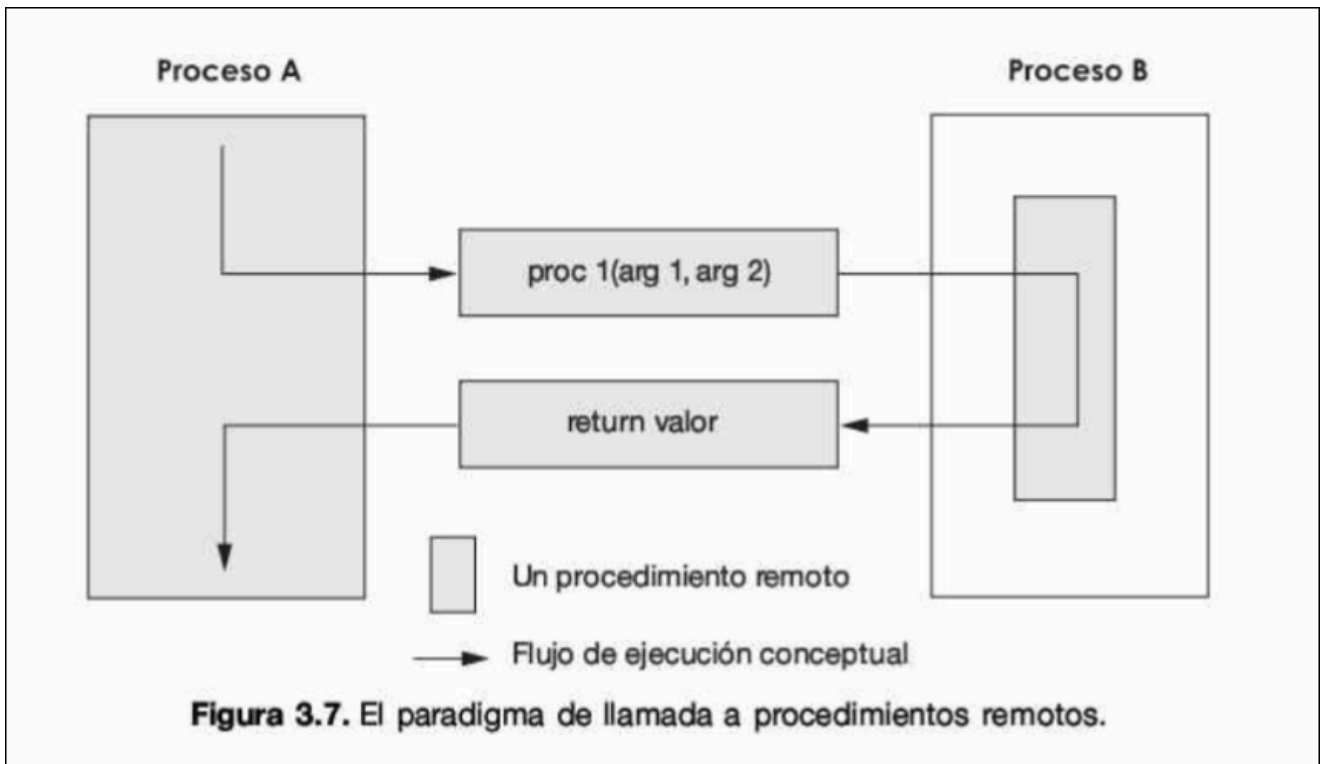 Proceso A
Proceso B
proc 1(arg 1, arg 2)
return valor
Un procedimiento remoto
Flujo de ejecución conceptual
Figura 3.7. El paradigma de llamada a procedimientos remotos.